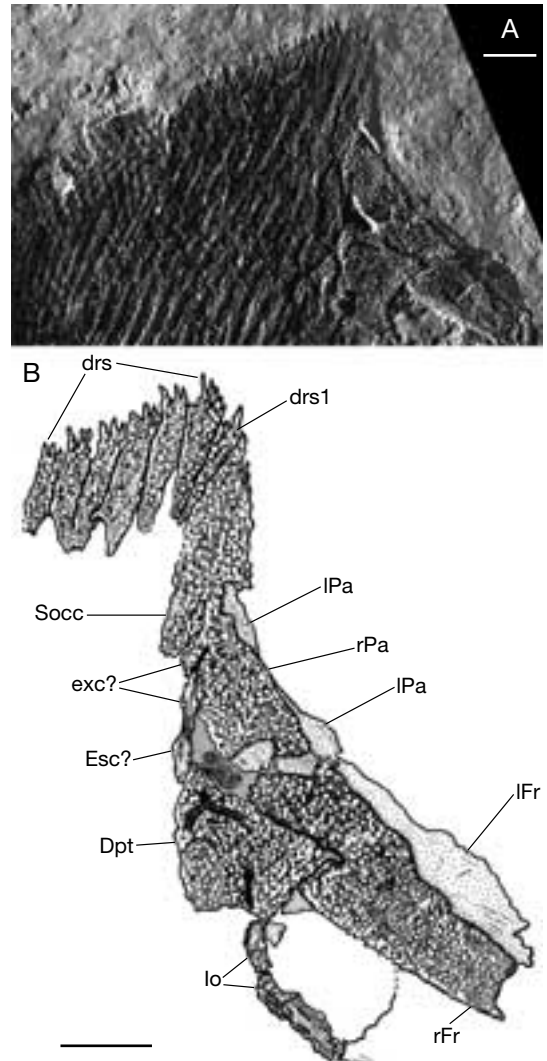 A
B
drs
drs1
lPa
Socc
rPa
exc?
lPa
Esc?
lFr
Dpt
Io
rFr